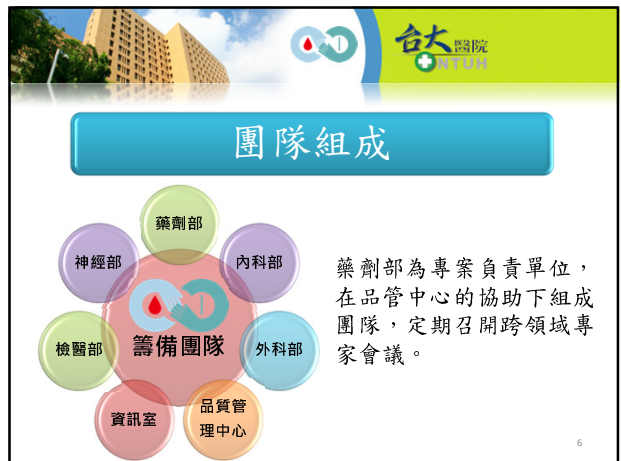 台大醫院
NTUH
團隊組成
藥劑部
神經部
內科部
籌備團隊
檢醫部
外科部
資訊室
品質管
理中心
藥劑部為專案負責單位，
在品管中心的協助下組成
團隊，定期召開跨領域專
家會議。
6